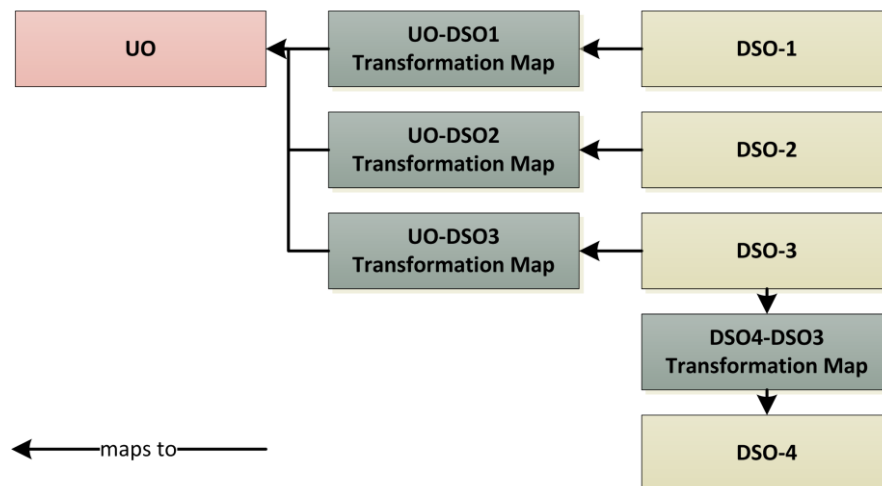 UO
UO-DSO1
Transformation Map
DSO-1
UO-DSO2
Transformation Map
DSO-2
UO-DSO3
Transformation Map
DSO-3
DSO4-DSO3
Transformation Map
maps to
DSO-4